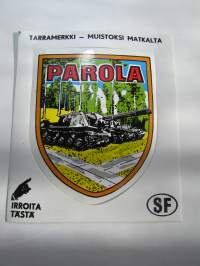 TARRAMERKKI – MUISTOKSI MATKALTA
PAROLA
IRROITA
TÄSTÄ
SF